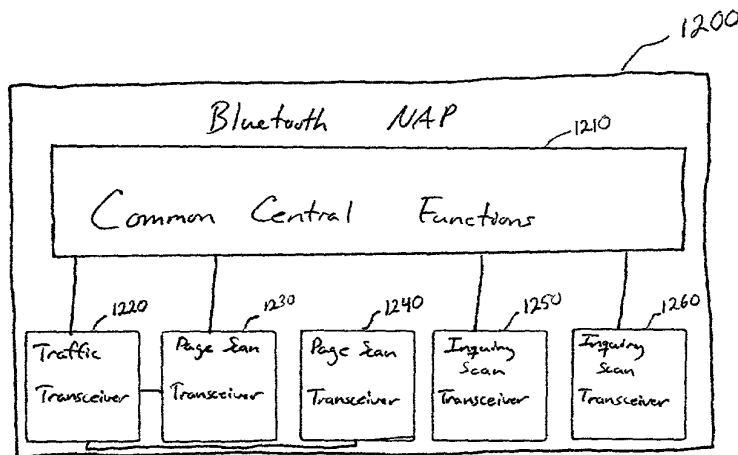 1200
Bluetooth NAP
1210
Common Central Functions
1220
1230
1240
1250
1260
Traffic
Transceiver
Page Scan
Transceiver
Page Scan
Transceiver
Inquiry
Scan
Transceiver
Inquiry
Scan
Transceiver